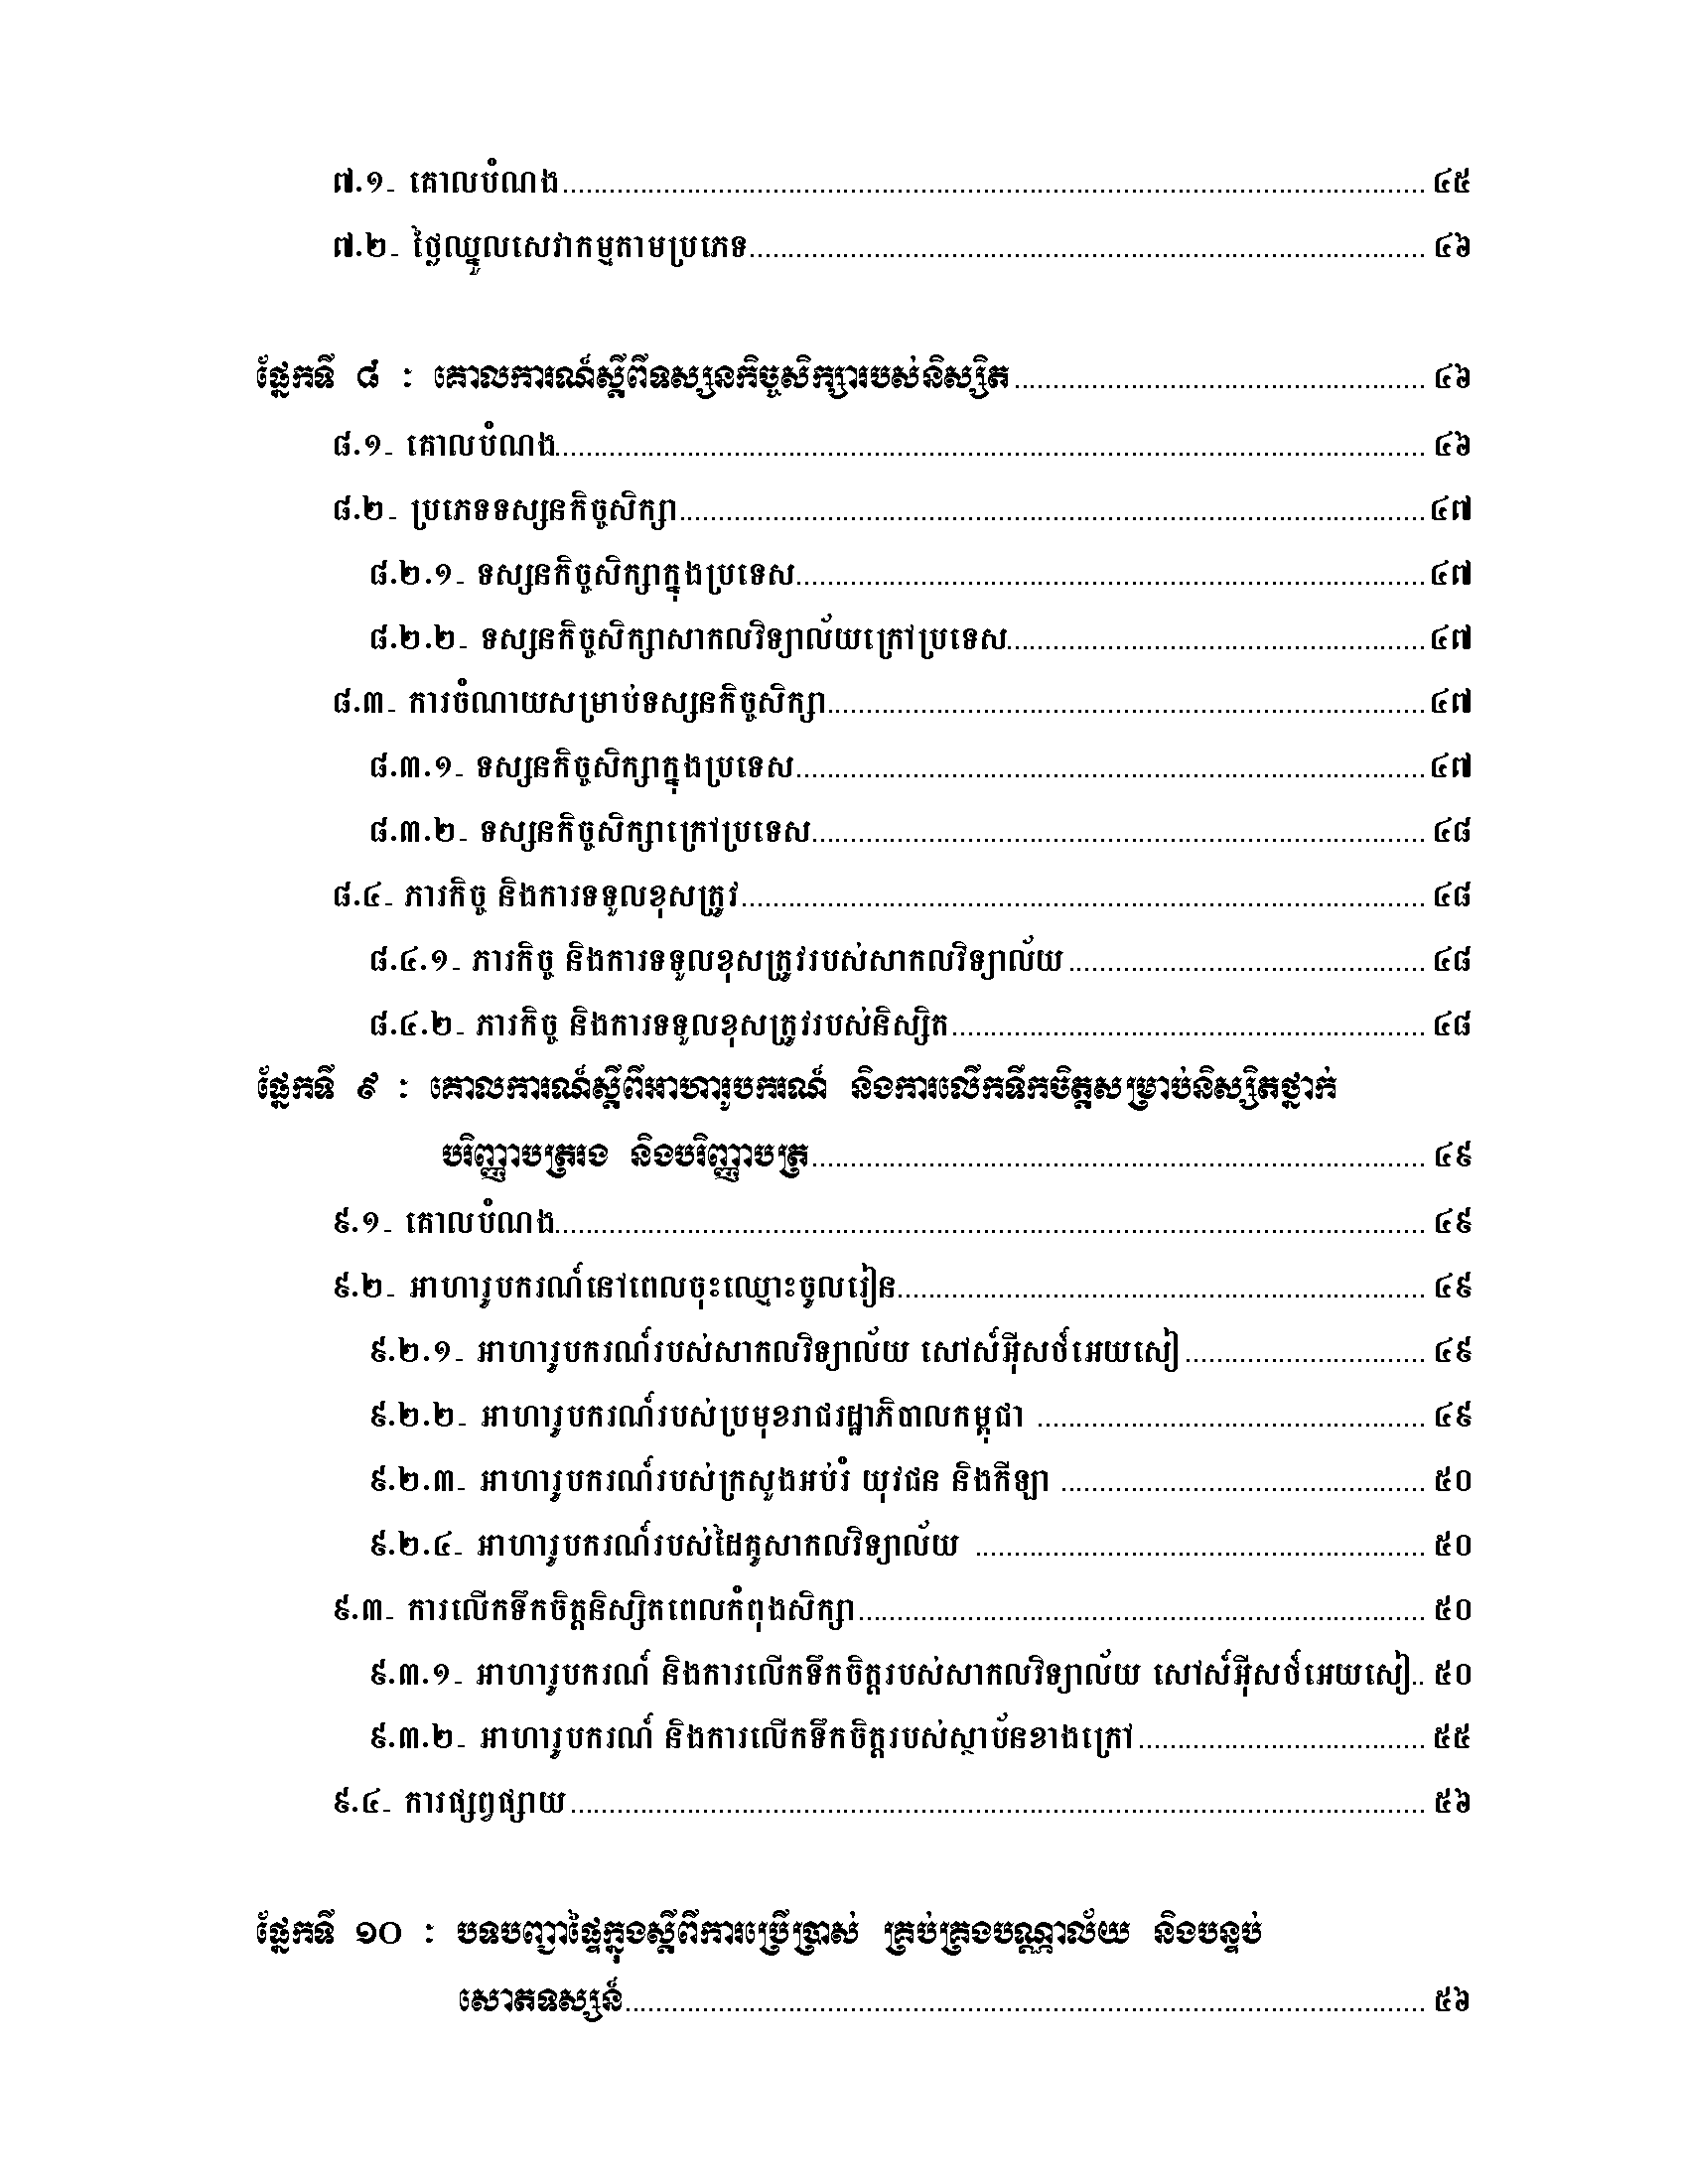 ៧.១- គោលបំណង................................................................ ៤៥
៧.២- ថ្លៃឈ្នួលសេវាកម្មតាមប្រភេទ................................................................ ៤៦
ផ្នែកទី ៨ : គោលការណ៍ស្តីពីទស្សនកិច្ចសិក្សារបស់និស្សិត................................................................ ៤៦
៨.១- គោលបំណង................................................................ ៤៦
៨.២- ប្រភេទទស្សនកិច្ចសិក្សា................................................................ ៤៧
៨.២.១- ទស្សនកិច្ចសិក្សាក្នុងប្រទេស................................................................ ៤៧
៨.២.២- ទស្សនកិច្ចសិក្សាសាកលវិទ្យាល័យក្រៅប្រទេស................................................................ ៤៧
៨.៣- ការចំណាយសម្រាប់ទស្សនកិច្ចសិក្សា................................................................ ៤៧
៨.៣.១- ទស្សនកិច្ចសិក្សាក្នុងប្រទេស................................................................ ៤៧
៨.៣.២- ទស្សនកិច្ចសិក្សាក្រៅប្រទេស................................................................ ៤៨
៨.៤- ភារកិច្ច និងការទទួលខុសត្រូវ................................................................ ៤៨
៨.៤.១- ភារកិច្ច និងការទទួលខុសត្រូវរបស់សាកលវិទ្យាល័យ................................................ ៤៨
៨.៤.២- ភារកិច្ច និងការទទួលខុសត្រូវរបស់និស្សិត................................................................ ៤៨
ផ្នែកទី ៩ : គោលការណ៍ស្តីពីអាហារូបករណ៍ និងការលើកទឹកចិត្តសម្រាប់និស្សិតថ្នាក់
បរិញ្ញាបត្ររង និងបរិញ្ញាបត្រ................................................................ ៤៩
៩.១- គោលបំណង................................................................ ៤៩
៩.២- អាហារូបករណ៍នៅពេលចុះឈ្មោះចូលរៀន................................................................ ៤៩
៩.២.១- អាហារូបករណ៍របស់សាកលវិទ្យាល័យ សៅស៍អ៊ីសថ៍អេយសៀ................................ ៤៩
៩.២.២- អាហារូបករណ៍របស់ប្រមុខរាជរដ្ឋាភិបាលកម្ពុជា ................................................ ៤៩
៩.២.៣- អាហារូបករណ៍របស់ក្រសួងអប់រំ យុវជន និងកីឡា ................................................ ៥០
៩.២.៤- អាហារូបករណ៍របស់ដៃគូសាកលវិទ្យាល័យ ................................................ ៥០
៩.៣- ការលើកទឹកចិត្តនិស្សិតពេលកំពុងសិក្សា................................................................ ៥០
៩.៣.១- អាហារូបករណ៍ និងការលើកទឹកចិត្តរបស់សាកលវិទ្យាល័យ សៅស៍អ៊ីសថ៍អេយសៀ.. ៥០
៩.៣.២- អាហារូបករណ៍ និងការលើកទឹកចិត្តរបស់ស្ថាប័នខាងក្រៅ................................ ៥៥
៩.៤- ការផ្សព្វផ្សាយ................................................................ ៥៦
ផ្នែកទី ១០ : បទបញ្ជាផ្ទៃក្នុងស្តីពីការប្រើប្រាស់ គ្រប់គ្រងបណ្ណាល័យ និងបន្ទប់
សោតទស្សន៍................................................................ ៥៦